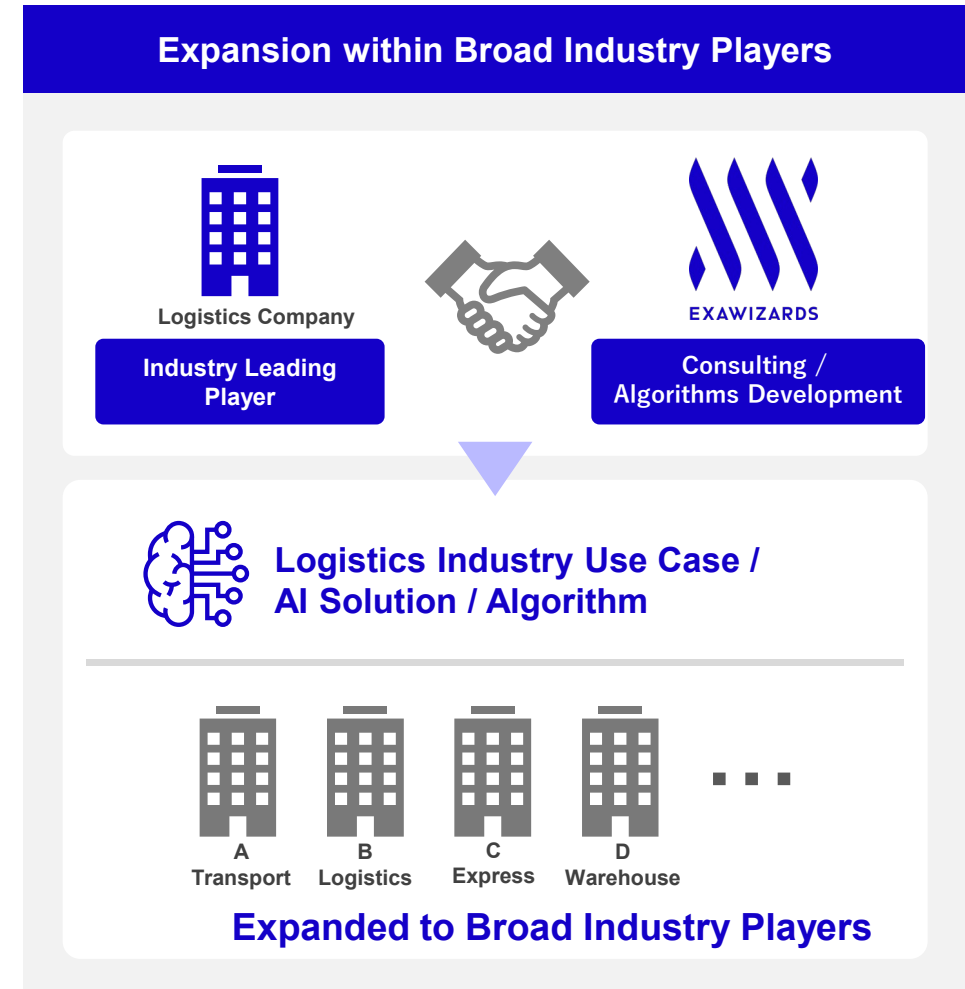 Expansion within Broad Industry Players
Logistics Company
Industry Leading
Player
EXAWIZARDS
Consulting /
Algorithms Development
Logistics Industry Use Case /
AI Solution / Algorithm
A
Transport
B
Logistics
C
Express
D
Warehouse
Expanded to Broad Industry Players